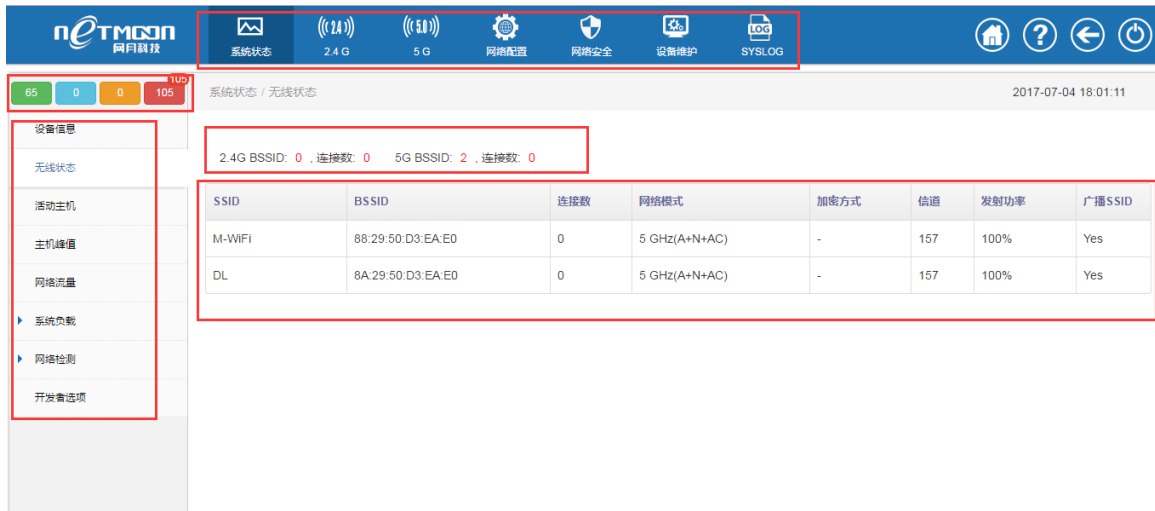 netmoon
网月科技
系统状态
((( 2.4 )))
2.4 G
((( 5.0 )))
5 G
网络配置
网络安全
设备维护
LOG
SYSLOG
65 0 0 105 105
系统状态 / 无线状态
2017-07-04 18:01:11
设备信息
无线状态
活动主机
主机峰值
网络流量
系统负载
网络检测
开发者选项
2.4G BSSID: 0 , 连接数: 0 5G BSSID: 2 , 连接数: 0
SSID BSSID 连接数 网络模式 加密方式 信道 发射功率 广播SSID
M-WiFi 88:29:50:D3:EA:E0 0 5 GHz(A+N+AC) - 157 100% Yes
DL 8A:29:50:D3:EA:E0 0 5 GHz(A+N+AC) - 157 100% Yes